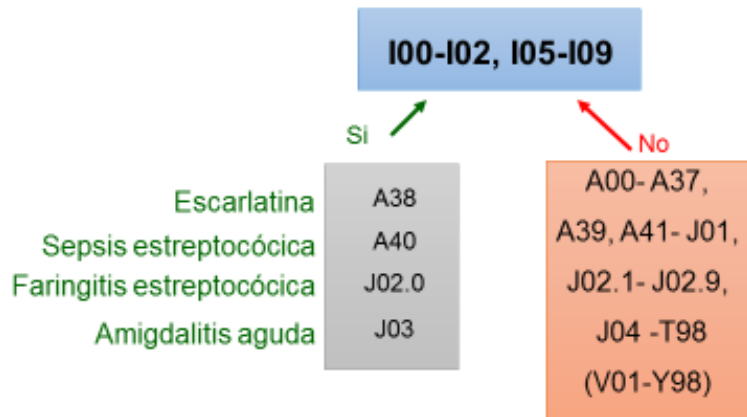 I00-I02, I05-I09
Si
No
Escarlatina A38
Sepsis estreptocócica A40
Faringitis estreptocócica J02.0
Amigdalitis aguda J03
A00- A37,
A39, A41- J01,
J02.1- J02.9,
J04 -T98
(V01-Y98)